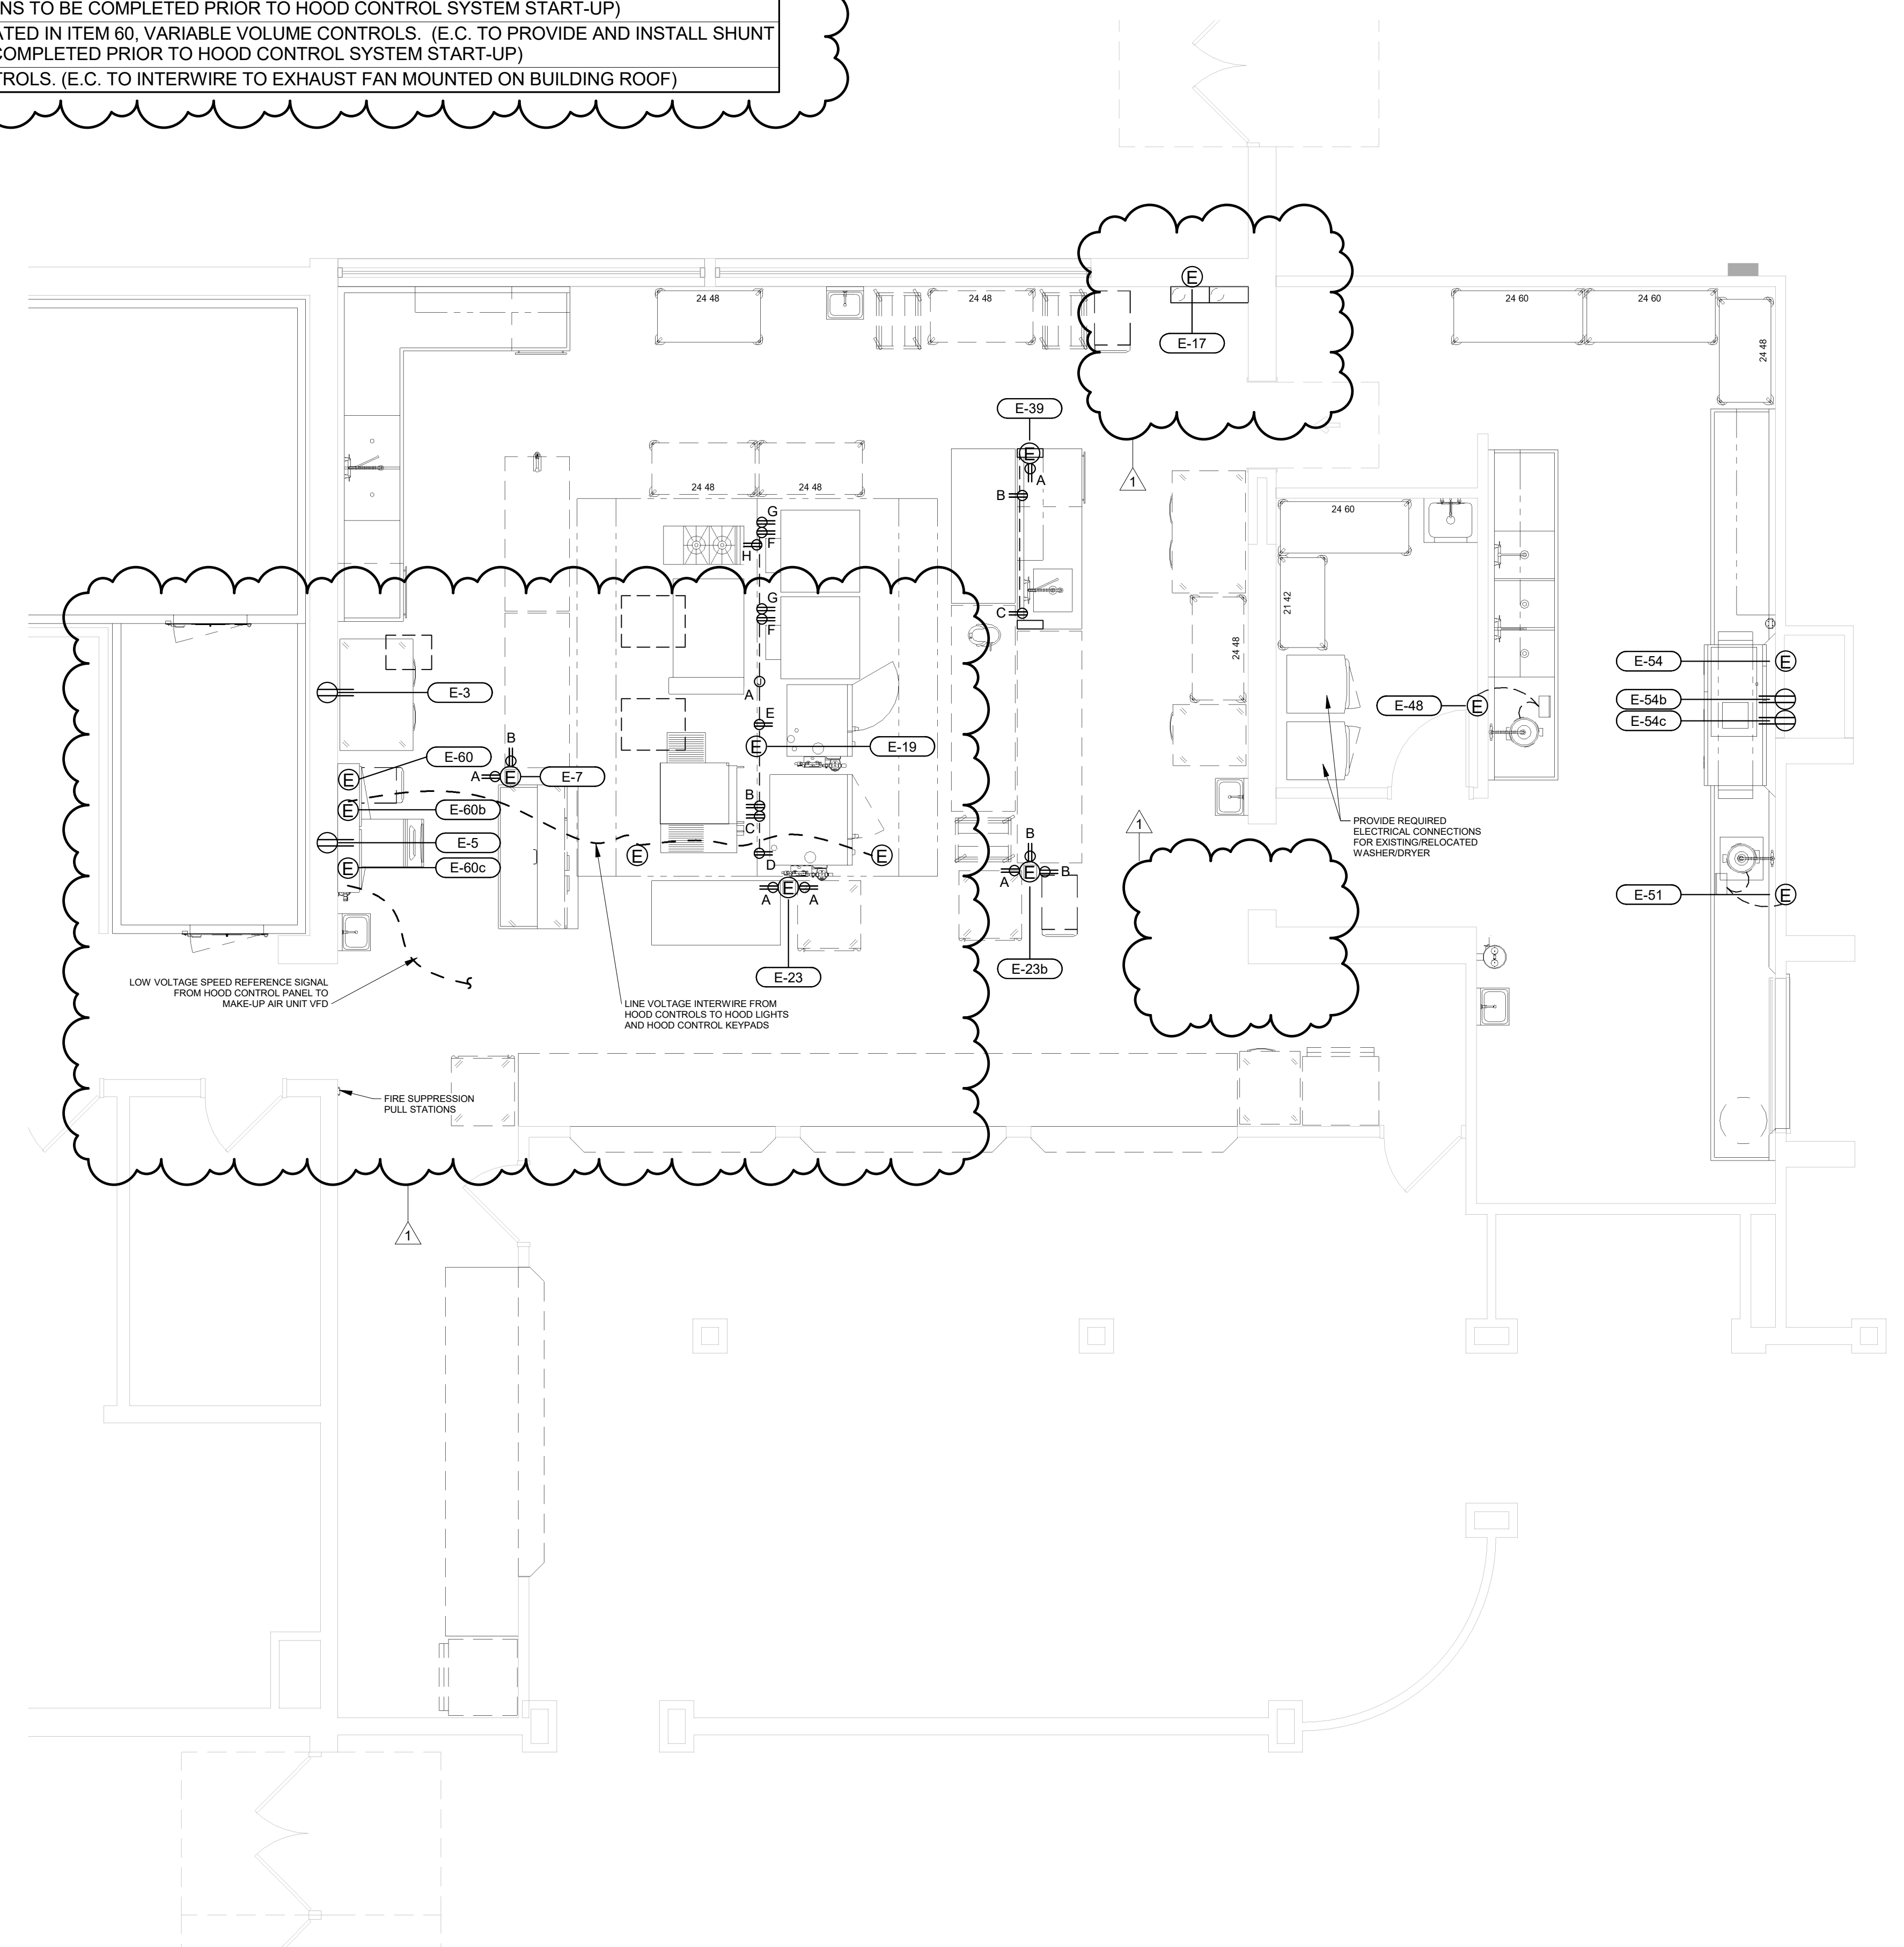 NS TO BE COMPLETED PRIOR TO HOOD CONTROL SYSTEM START-UP)
ATED IN ITEM 60, VARIABLE VOLUME CONTROLS. (E.C. TO PROVIDE AND INSTALL SHUNT
COMPLETED PRIOR TO HOOD CONTROL SYSTEM START-UP)
TROLS. (E.C. TO INTERWIRE TO EXHAUST FAN MOUNTED ON BUILDING ROOF)
E
24 48
24 48
24 60
24 60
E-17
24 48
E-39
E
A
B
1
24 48
24 48
G
F
H
24 60
G
F
C
21 42
24 48
E-3
A
E-54
E
E-54b
E-54c
E-48
E
E
B
E
E-19
E-60
E
A
E
E-7
E
E-60b
B
C
1
PROVIDE REQUIRED
ELECTRICAL CONNECTIONS
FOR EXISTING/RELOCATED
WASHER/DRYER
E-5
E
E
D
B
E
E-60c
A
E
B
A
E
A
E-51
E
E-23
E-23b
LOW VOLTAGE SPEED REFERENCE SIGNAL
FROM HOOD CONTROL PANEL TO
MAKE-UP AIR UNIT VFD
LINE VOLTAGE INTERWIRE FROM
HOOD CONTROLS TO HOOD LIGHTS
AND HOOD CONTROL KEYPADS
FIRE SUPPRESSION
PULL STATIONS
1